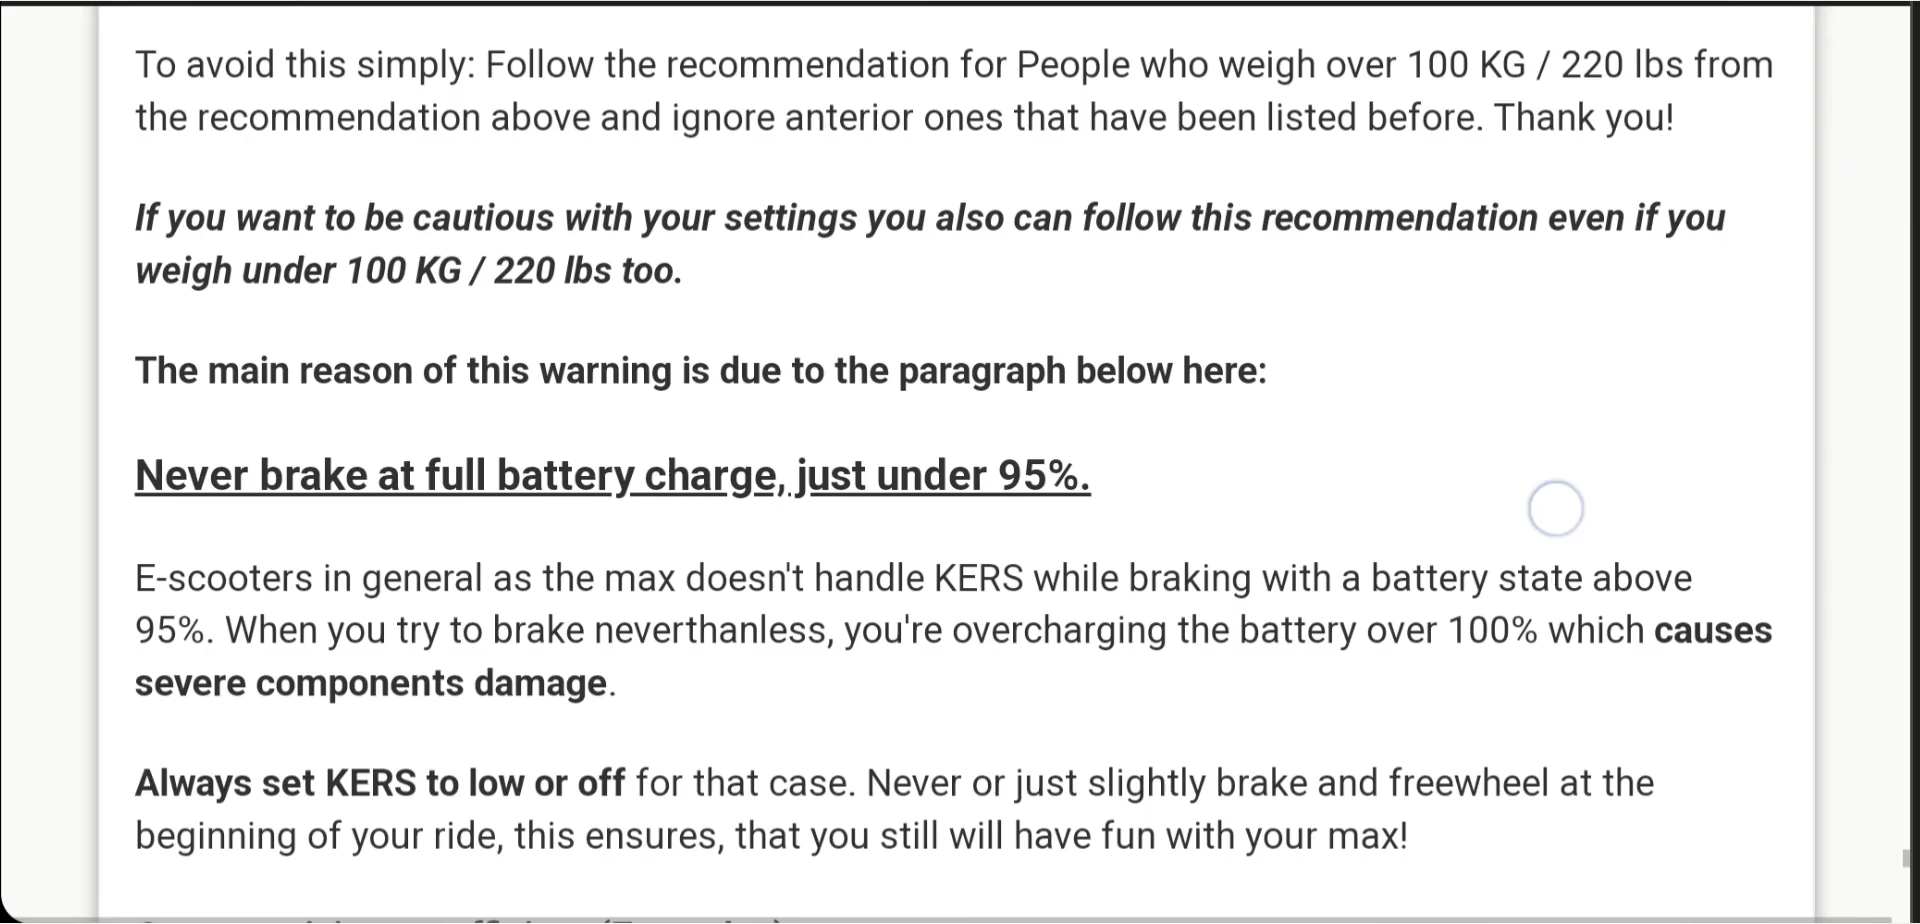 To avoid this simply: Follow the recommendation for People who weigh over 100 KG / 220 lbs from
the recommendation above and ignore anterior ones that have been listed before. Thank you!
If you want to be cautious with your settings you also can follow this recommendation even if you
weigh under 100 KG / 220 lbs too.
The main reason of this warning is due to the paragraph below here:
Never brake at full battery charge, just under 95%.
E-scooters in general as the max doesn't handle KERS while braking with a battery state above
95%. When you try to brake neverthanless, you're overcharging the battery over 100% which causes
severe components damage.
Always set KERS to low or off for that case. Never or just slightly brake and freewheel at the
beginning of your ride, this ensures, that you still will have fun with your max!